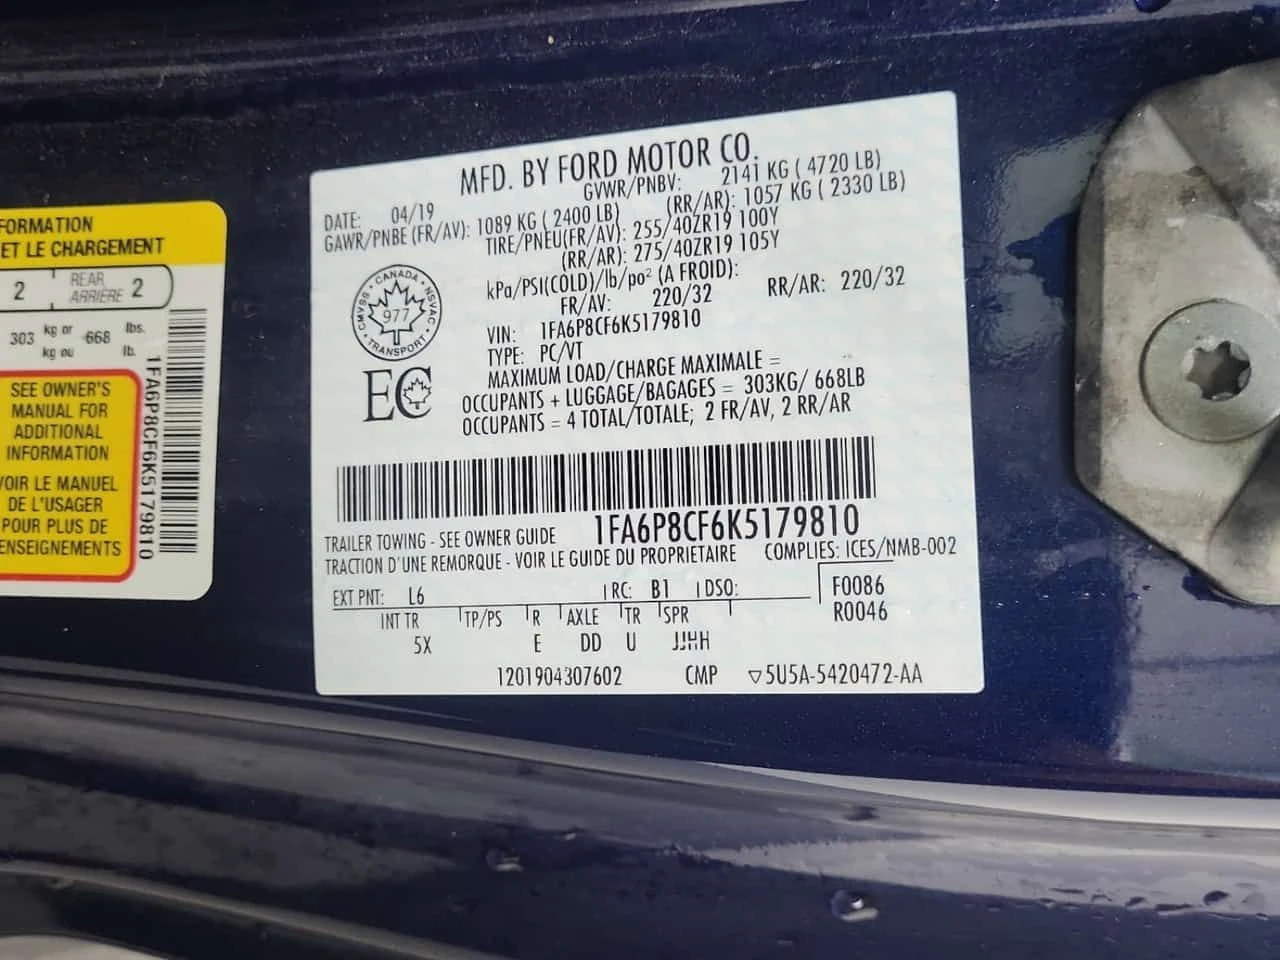 FORMATION
ET LE CHARGEMENT
2 REAR ARRIÈRE 2
303 kg or kg ou 668 lbs. lb.
SEE OWNER'S
MANUAL FOR
ADDITIONAL
INFORMATION
VOIR LE MANUEL
DE L'USAGER
POUR PLUS DE
ENSEIGNEMENTS
1FA6P8CF6K5179810
MFD. BY FORD MOTOR CO.
DATE: 04/19 GVWR/PNBV: 2141 KG ( 4720 LB)
GAWR/PNBE (FR/AV): 1089 KG ( 2400 LB) (RR/AR): 1057 KG ( 2330 LB)
TIRE/PNEU(FR/AV): 255/40ZR19 100Y
(RR/AR): 275/40ZR19 105Y
kPa/PSI(COLD)/lb/po² (A FROID):
FR/AV: 220/32 RR/AR: 220/32
VIN: 1FA6P8CF6K5179810
TYPE: PC/VT
MAXIMUM LOAD/CHARGE MAXIMALE =
OCCUPANTS + LUGGAGE/BAGAGES = 303KG/ 668LB
OCCUPANTS = 4 TOTAL/TOTALE; 2 FR/AV, 2 RR/AR
CANADA
CMVSS NSVAC
977
TRANSPORT
EC
1FA6P8CF6K5179810
TRAILER TOWING - SEE OWNER GUIDE
TRACTION D'UNE REMORQUE - VOIR LE GUIDE DU PROPRIETAIRE COMPLIES: ICES/NMB-002
EXT PNT: L6 RC: B1 DSO: F0086
R0046
INT TR TP/PS R AXLE TR SPR
5X E DD U JJHH
1201904307602 CMP ▽5U5A-5420472-AA